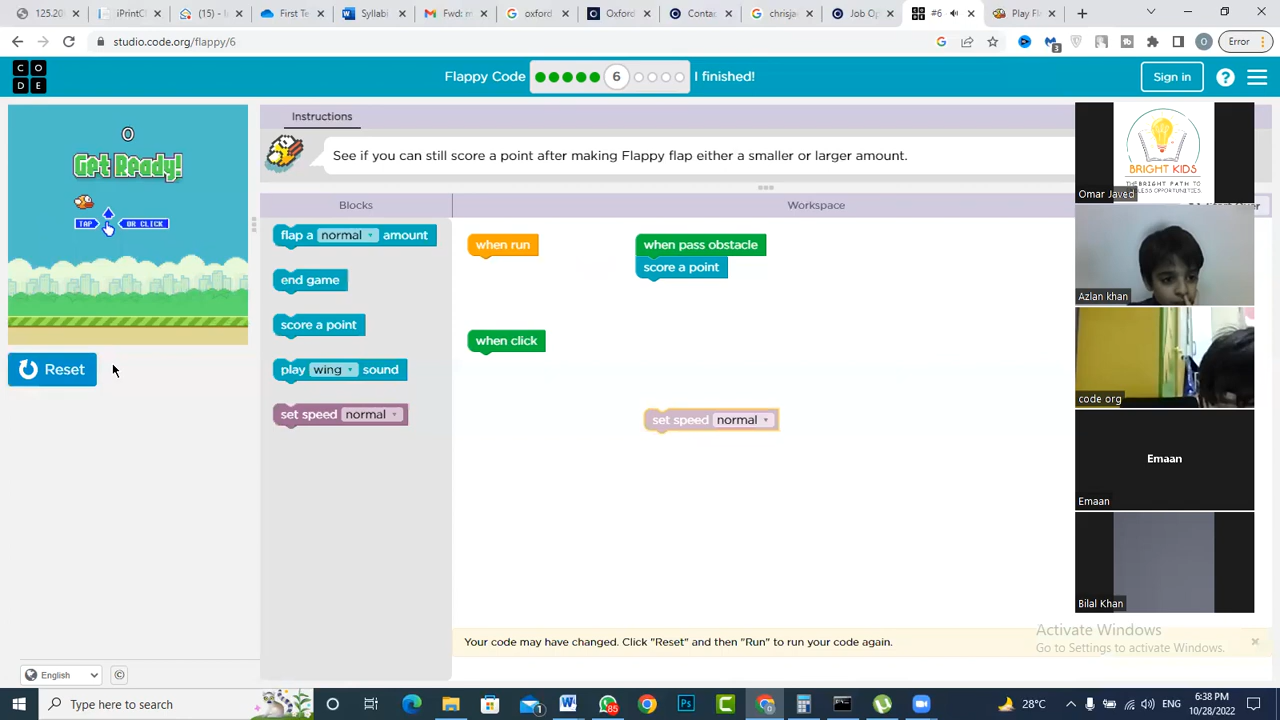 125.20
iPrintC
(15) - I
First Te
Syllabi
Fwd: m
oxford
Oxford
Contac
chrisja
Job Op
#6
Play Fl
studio.code.org/flappy/6
3
O
Error
C O
D E
Flappy Code
6
I finished!
Sign in
?
Instructions
See if you can still score a point after making Flappy flap either a smaller or larger amount.
0
Get Ready!
TAP
OR CLICK
Reset
Blocks
Workspace
flap a normal amount
end game
score a point
play wing sound
set speed normal
when run
when click
when pass obstacle
score a point
set speed normal
Your code may have changed. Click "Reset" and then "Run" to run your code again.
BRIGHT KIDS
Omar Javed
Azlan khan
code org
Emaan
Emaan
Bilal Khan
Activate Windows
Go to Settings to activate Windows.
English
©
Type here to search
1
85
28°C
ENG
6:38 PM
10/28/2022